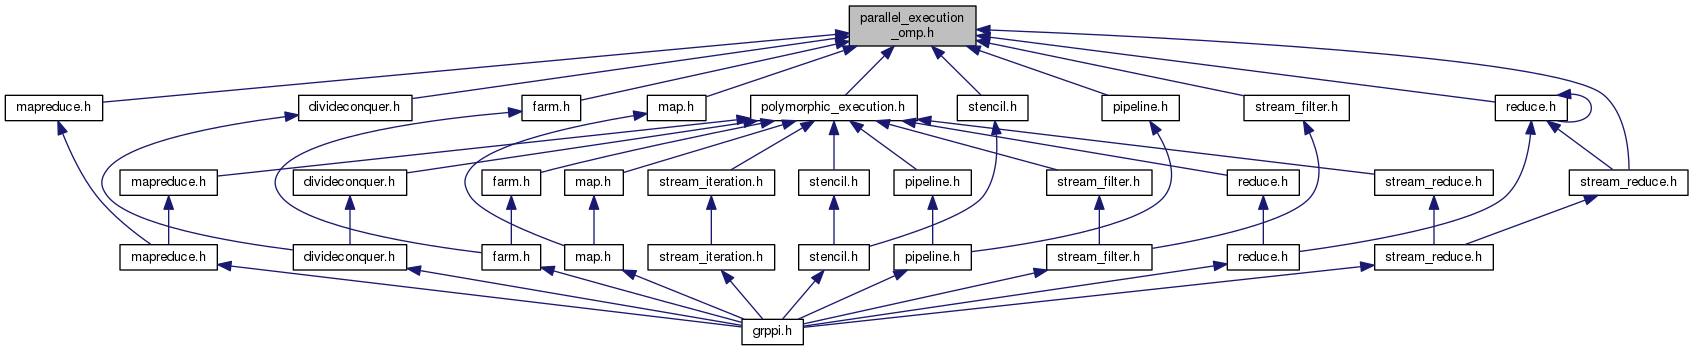 parallel_execution
_omp.h
mapreduce.h
divideconquer.h
farm.h
map.h
polymorphic_execution.h
stencil.h
pipeline.h
stream_filter.h
reduce.h
mapreduce.h
divideconquer.h
farm.h
map.h
stream_iteration.h
stencil.h
pipeline.h
stream_filter.h
reduce.h
stream_reduce.h
stream_reduce.h
mapreduce.h
divideconquer.h
farm.h
map.h
stream_iteration.h
stencil.h
pipeline.h
stream_filter.h
reduce.h
stream_reduce.h
grppi.h